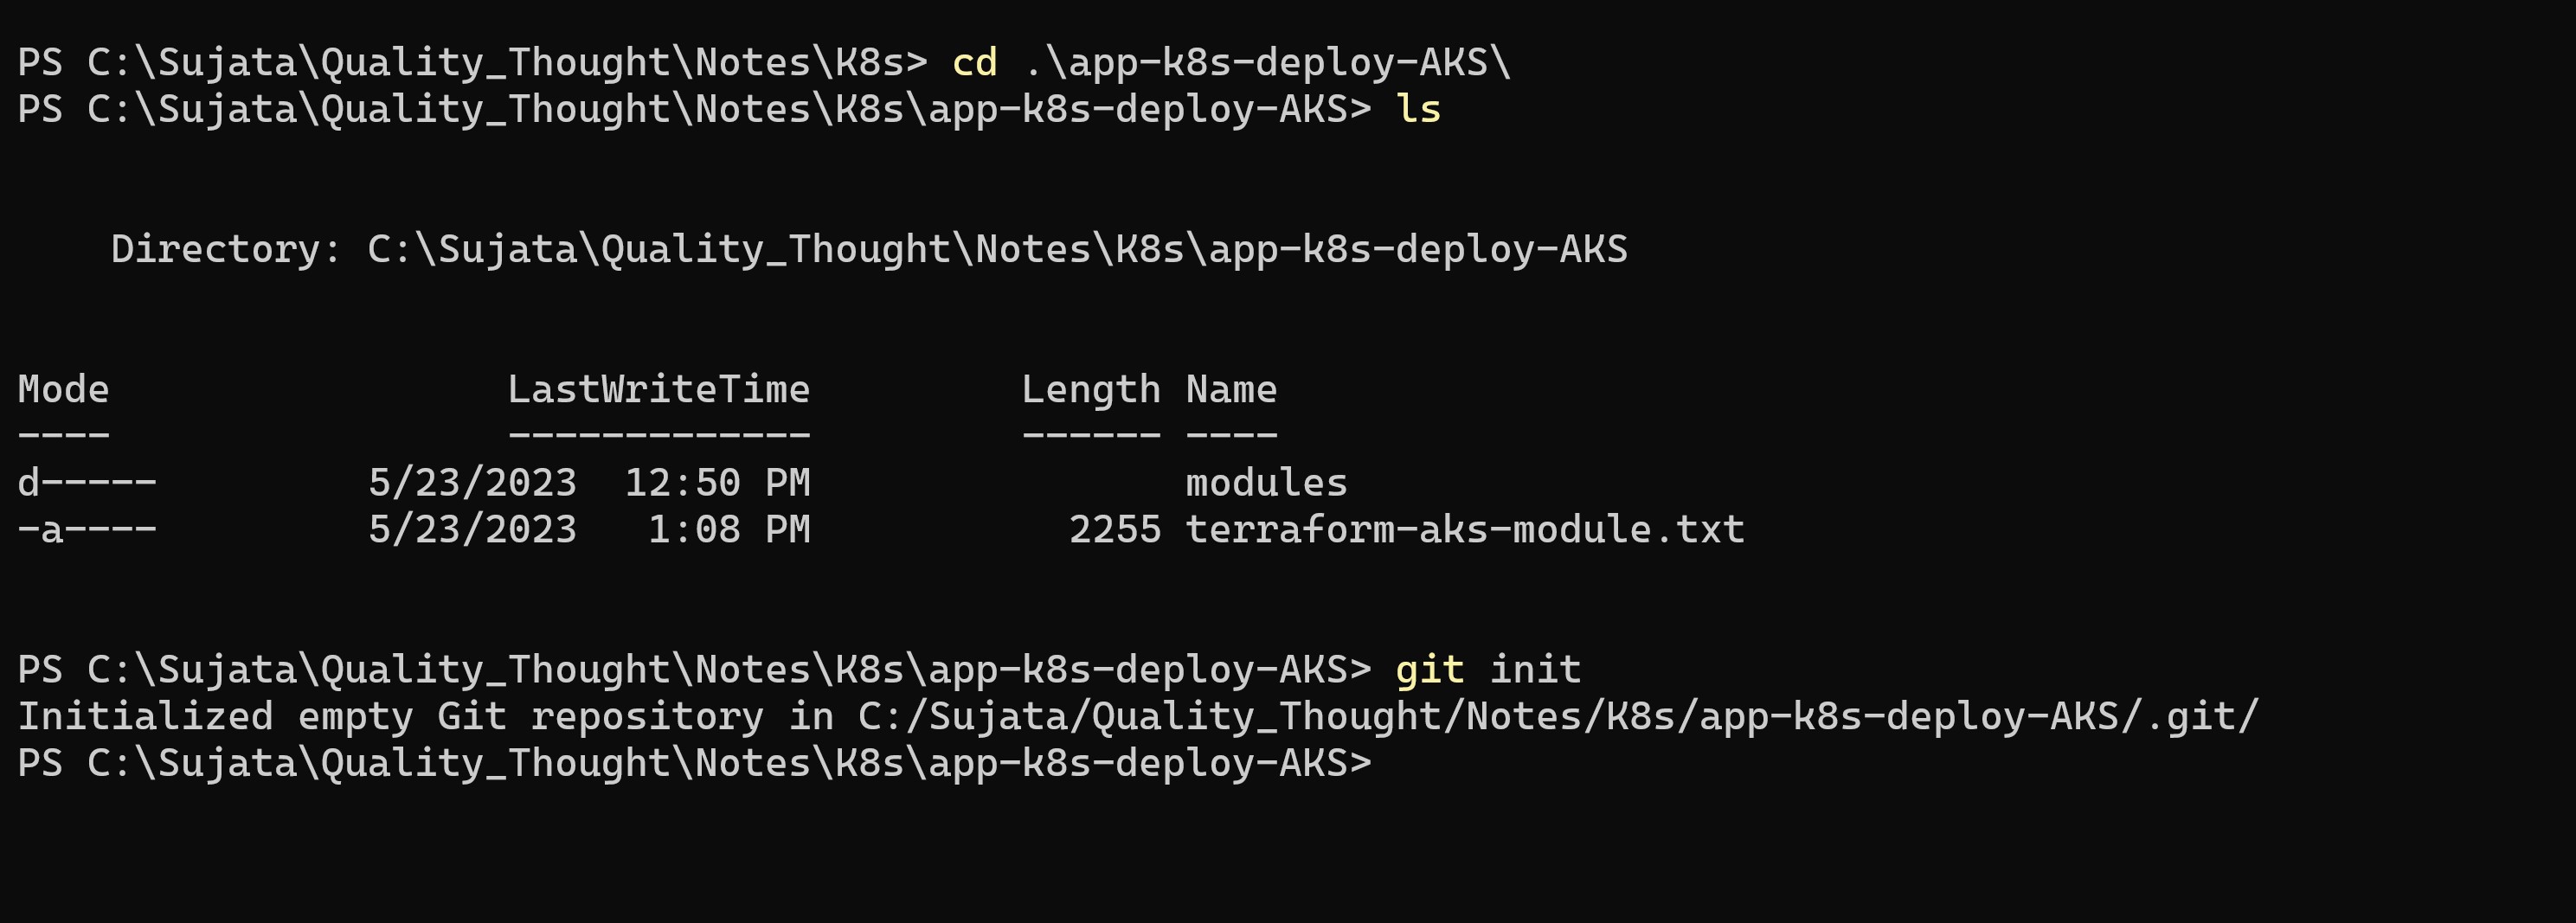 PS C:\Sujata\Quality_Thought\Notes\K8s> cd .\app-k8s-deploy-AKS\
PS C:\Sujata\Quality_Thought\Notes\K8s\app-k8s-deploy-AKS> ls
    Directory: C:\Sujata\Quality_Thought\Notes\K8s\app-k8s-deploy-AKS
Mode                 LastWriteTime         Length Name
----                 -------------         ------ ----
d-----         5/23/2023  12:50 PM                modules
-a----         5/23/2023   1:08 PM           2255 terraform-aks-module.txt
PS C:\Sujata\Quality_Thought\Notes\K8s\app-k8s-deploy-AKS> git init
Initialized empty Git repository in C:/Sujata/Quality_Thought/Notes/K8s/app-k8s-deploy-AKS/.git/
PS C:\Sujata\Quality_Thought\Notes\K8s\app-k8s-deploy-AKS>